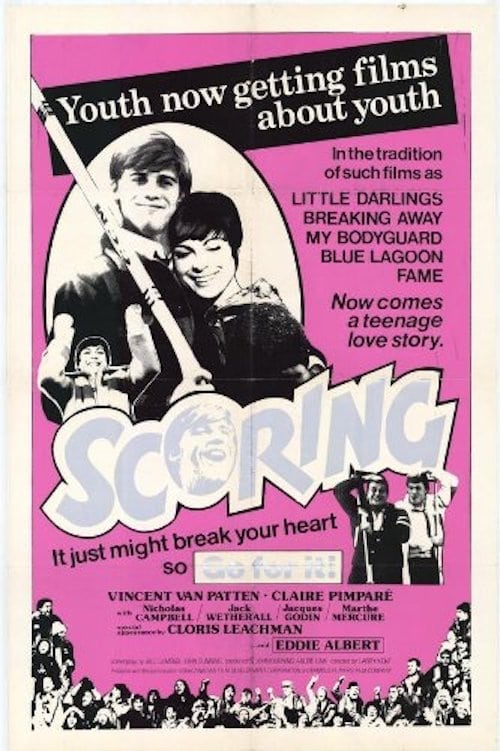 Youth now getting films
about youth
In the tradition
of such films as
LITTLE DARLINGS
BREAKING AWAY
MY BODYGUARD
BLUE LAGOON
FAME
Now comes
a teenage
love story.
SCORING
It just might break your heart
so Go for it!
VINCENT VAN PATTEN · CLAIRE PIMPARÉ
with Nicholas CAMPBELL / Jack WETHERALL / Jacques GODIN / Marthe MERCURE
special appearance by CLORIS LEACHMAN
and EDDIE ALBERT